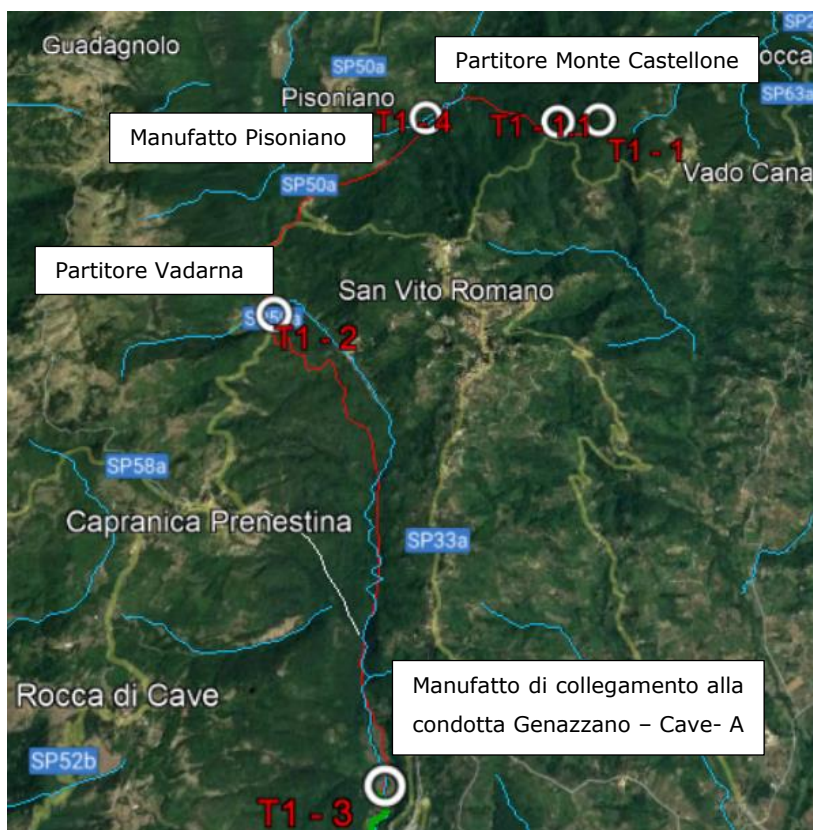 Guadagnolo
SP50a
Partitore Monte Castellone
occa
SP2
SP63a
Pisoniano
T1 - 4
T1 - 1.1
T1 - 1
Manufatto Pisoniano
Vado Cana
SP50a
Partitore Vadarna
San Vito Romano
T1 - 2
SP58a
Capranica Prenestina
SP33a
Manufatto di collegamento alla
condotta Genazzano – Cave- A
Rocca di Cave
SP52b
T1 - 3